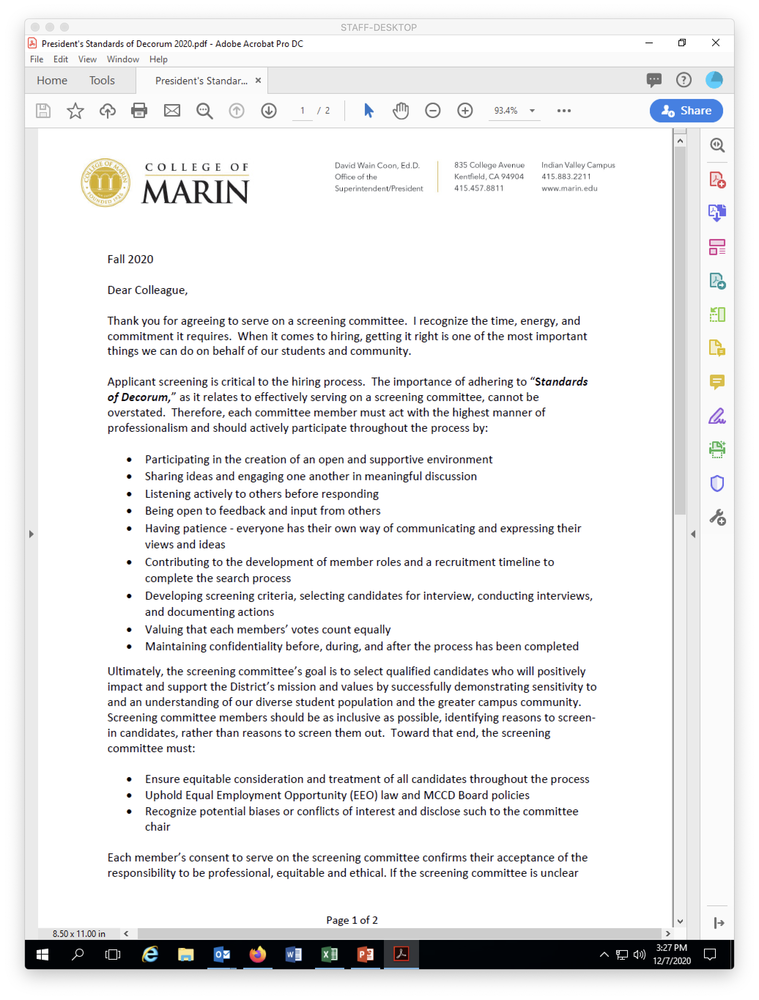 STAFF-DESKTOP
President's Standards of Decorum 2020.pdf - Adobe Acrobat Pro DC
File Edit View Window Help
Home Tools President's Standar... ×
1 / 2 93.4% Share
COLLEGE OF MARIN
FOUNDED 1926
COLLEGE OF
MARIN
David Wain Coon, Ed.D.
Office of the
Superintendent/President
835 College Avenue
Kentfield, CA 94904
415.457.8811
Indian Valley Campus
415.883.2211
www.marin.edu
Fall 2020
Dear Colleague,
Thank you for agreeing to serve on a screening committee.  I recognize the time, energy, and
commitment it requires.  When it comes to hiring, getting it right is one of the most important
things we can do on behalf of our students and community.
Applicant screening is critical to the hiring process.  The importance of adhering to “Standards
of Decorum,” as it relates to effectively serving on a screening committee, cannot be
overstated.  Therefore, each committee member must act with the highest manner of
professionalism and should actively participate throughout the process by:
• Participating in the creation of an open and supportive environment
• Sharing ideas and engaging one another in meaningful discussion
• Listening actively to others before responding
• Being open to feedback and input from others
• Having patience - everyone has their own way of communicating and expressing their
views and ideas
• Contributing to the development of member roles and a recruitment timeline to
complete the search process
• Developing screening criteria, selecting candidates for interview, conducting interviews,
and documenting actions
• Valuing that each members’ votes count equally
• Maintaining confidentiality before, during, and after the process has been completed
Ultimately, the screening committee’s goal is to select qualified candidates who will positively
impact and support the District’s mission and values by successfully demonstrating sensitivity to
and an understanding of our diverse student population and the greater campus community.
Screening committee members should be as inclusive as possible, identifying reasons to screen-
in candidates, rather than reasons to screen them out.  Toward that end, the screening
committee must:
• Ensure equitable consideration and treatment of all candidates throughout the process
• Uphold Equal Employment Opportunity (EEO) law and MCCD Board policies
• Recognize potential biases or conflicts of interest and disclose such to the committee
chair
Each member’s consent to serve on the screening committee confirms their acceptance of the
responsibility to be professional, equitable and ethical. If the screening committee is unclear
Page 1 of 2
8.50 x 11.00 in
3:27 PM
12/7/2020